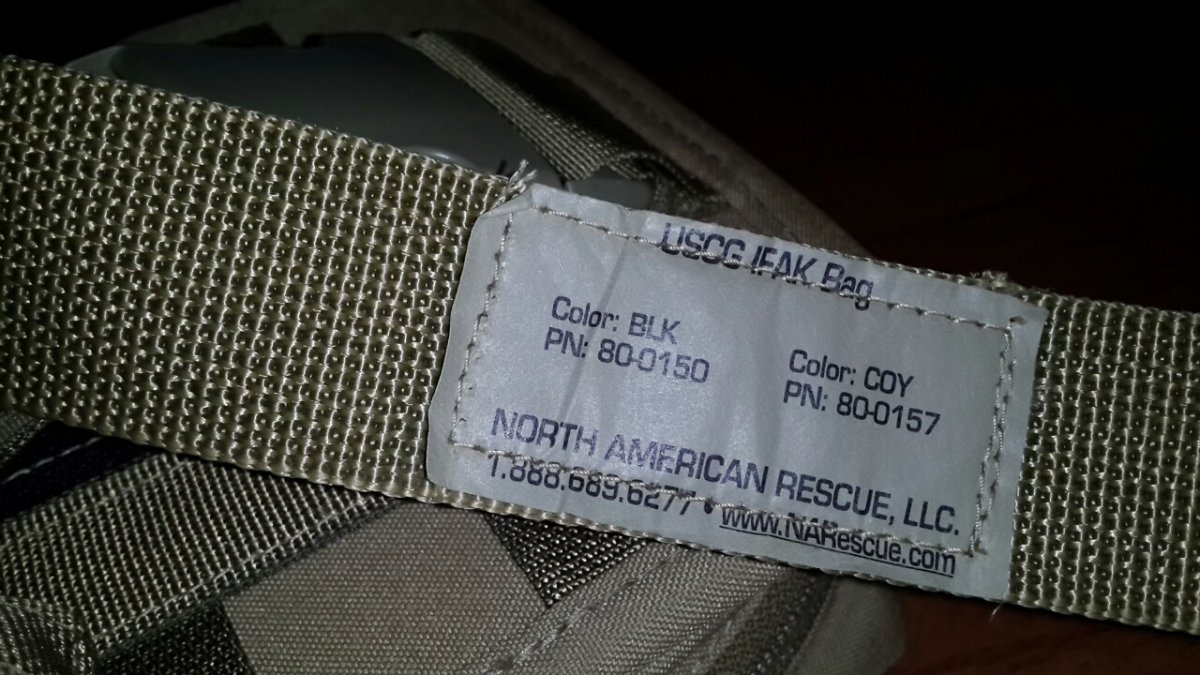 USCG IFAK Bag
Color: BLK
PN: 80-0150
Color: COY
PN: 80-0157
NORTH AMERICAN RESCUE, LLC.
1.888.689.6277 • www.NARescue.com